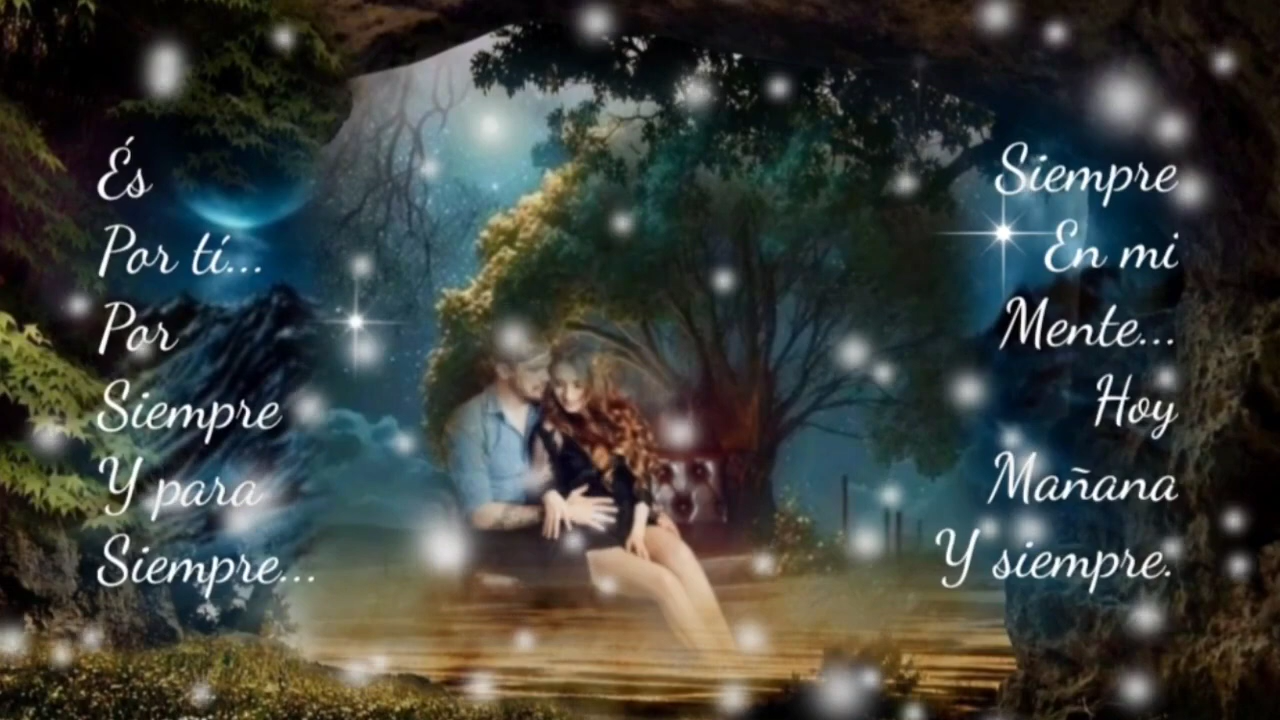 És
Por tí...
Por
Siempre
Y para
Siempre...
Siempre
En mi
Mente...
Hoy
Mañana
Y siempre.